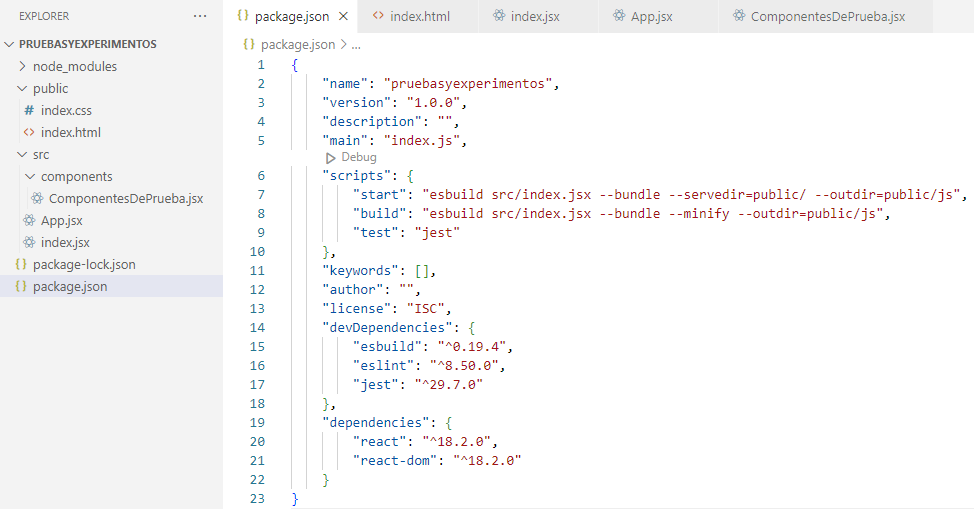 EXPLORER ...
PRUEBASYEXPERIMENTOS
node_modules
public
# index.css
<> index.html
src
components
ComponentesDePrueba.jsx
App.jsx
index.jsx
{} package-lock.json
{} package.json
{} package.json × <> index.html index.jsx App.jsx ComponentesDePrueba.jsx
{} package.json > ...
1 {
2 "name": "pruebasyexperimentos",
3 "version": "1.0.0",
4 "description": "",
5 "main": "index.js",
Debug
6 "scripts": {
7 "start": "esbuild src/index.jsx --bundle --servedir=public/ --outdir=public/js",
8 "build": "esbuild src/index.jsx --bundle --minify --outdir=public/js",
9 "test": "jest"
10 },
11 "keywords": [],
12 "author": "",
13 "license": "ISC",
14 "devDependencies": {
15 "esbuild": "^0.19.4",
16 "eslint": "^8.50.0",
17 "jest": "^29.7.0"
18 },
19 "dependencies": {
20 "react": "^18.2.0",
21 "react-dom": "^18.2.0"
22 }
23 }